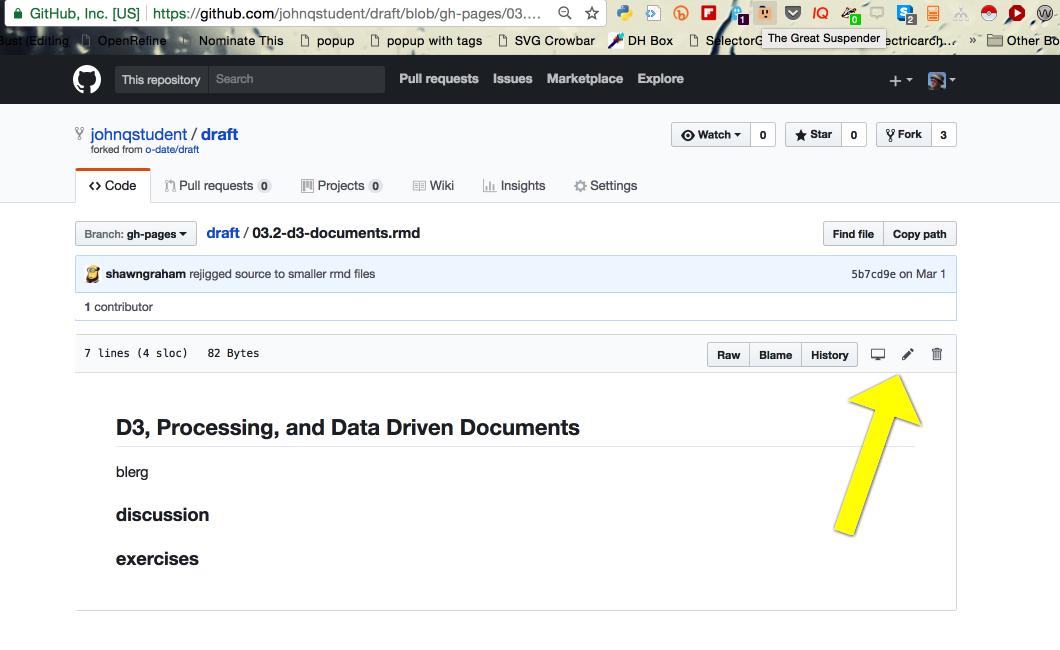 GitHub, Inc. [US] https://github.com/johnqstudent/draft/blob/gh-pages/03....
IQ 1 0 2
The Great Suspender
Bust (Editing OpenRefine Nominate This popup popup with tags SVG Crowbar DH Box SelectorG ectricarch... » Other Bo
This repository Search Pull requests Issues Marketplace Explore
johnqstudent / draft
forked from o-date/draft
Watch 0 Star 0 Fork 3
Code Pull requests 0 Projects 0 Wiki Insights Settings
Branch: gh-pages draft / 03.2-d3-documents.rmd Find file Copy path
shawngraham rejigged source to smaller rmd files 5b7cd9e on Mar 1
1 contributor
7 lines (4 sloc) 82 Bytes Raw Blame History
D3, Processing, and Data Driven Documents
blerg
discussion
exercises